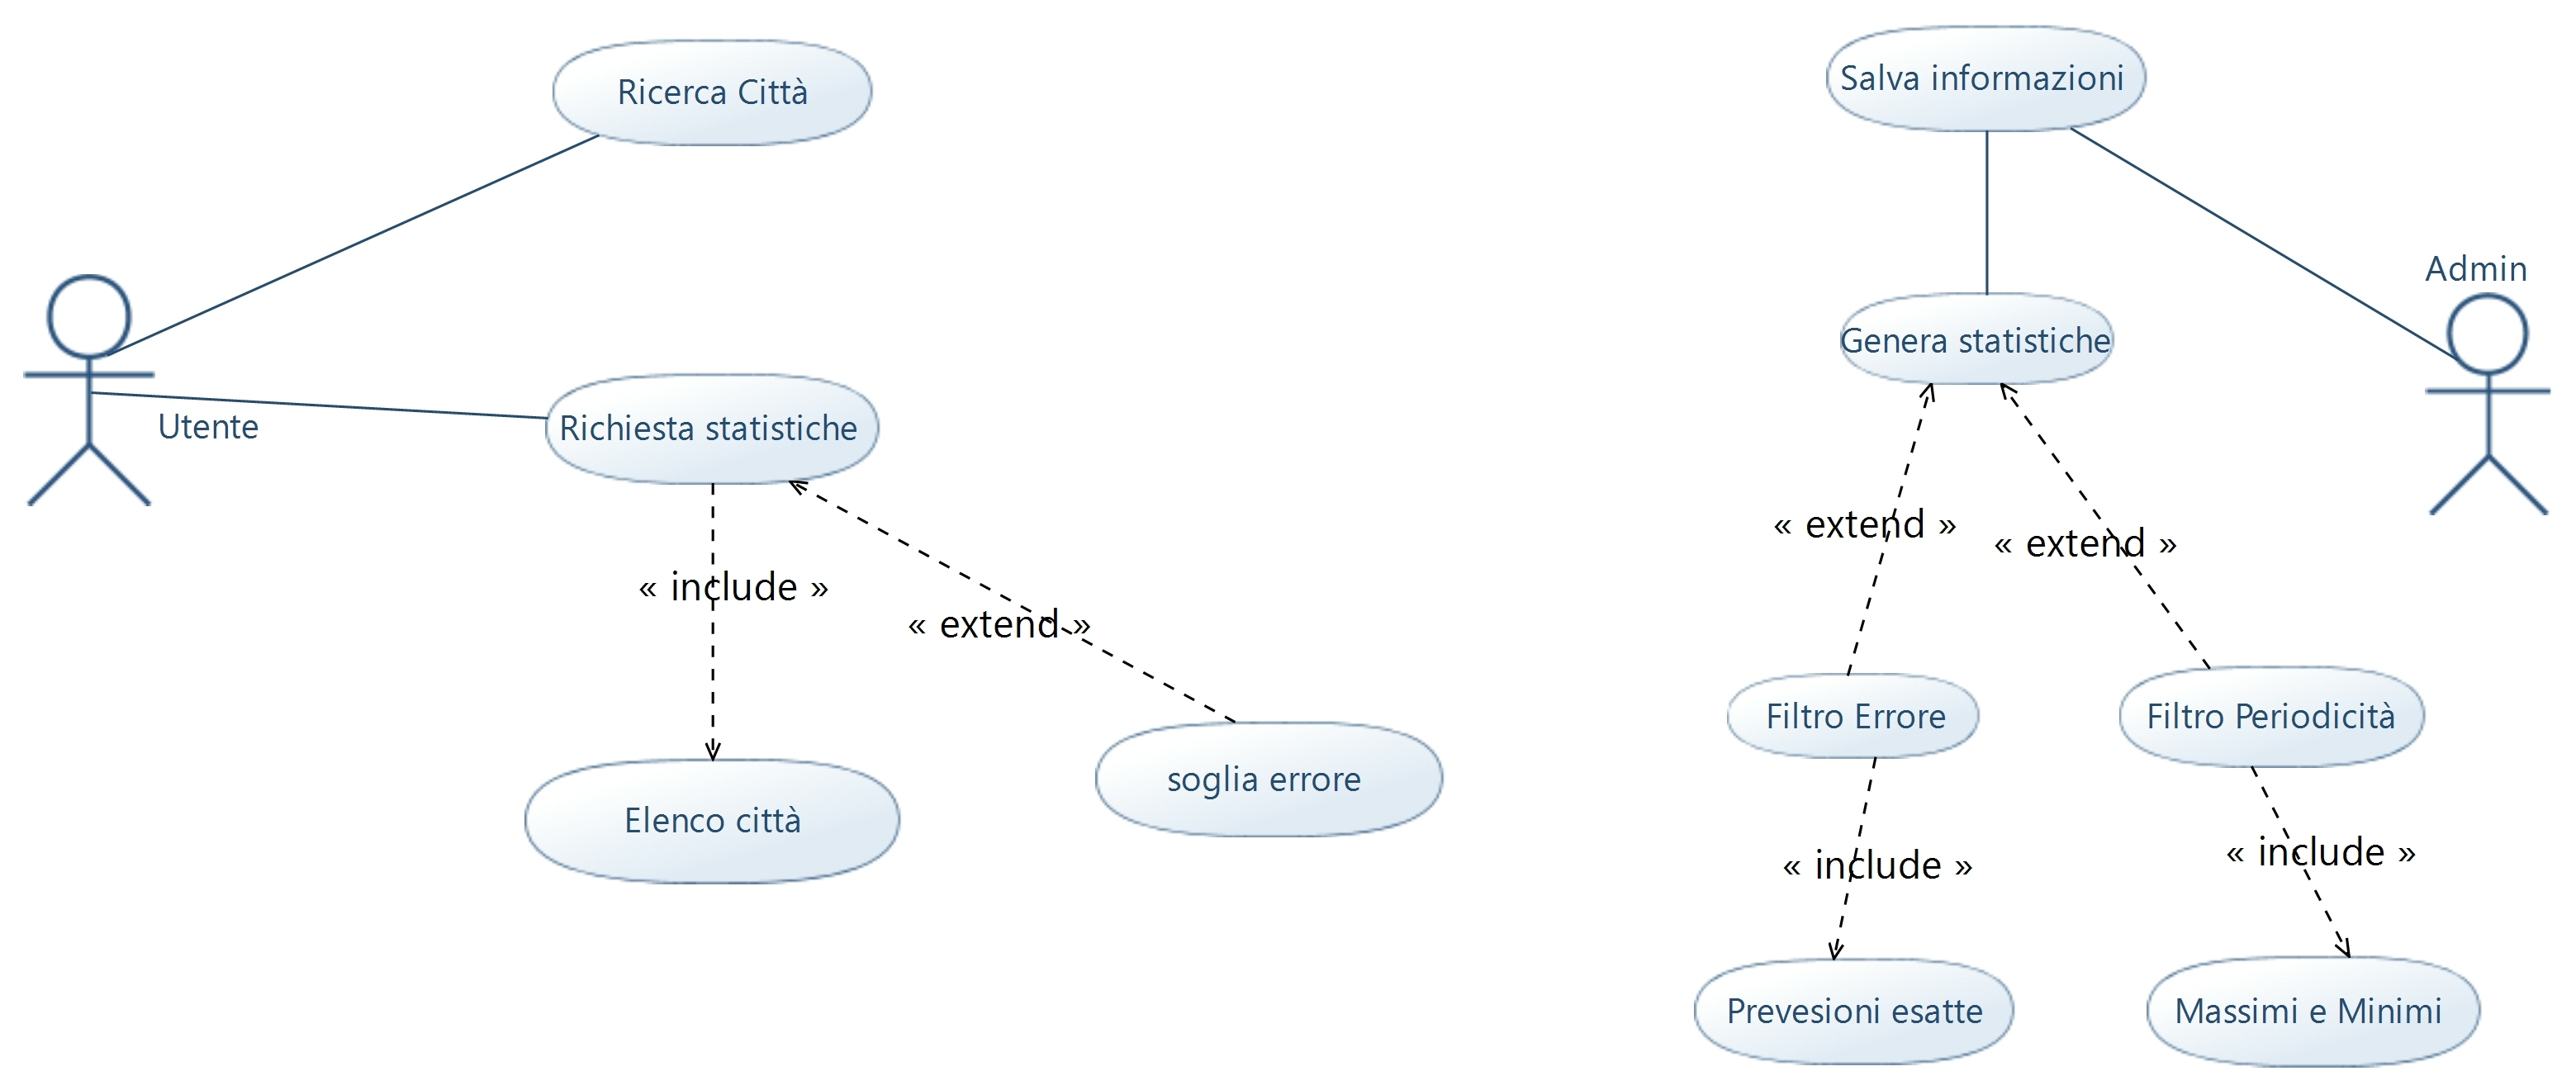 Ricerca Città
Salva informazioni
Admin
Genera statistiche
Utente
Richiesta statistiche
« extend »
« extend »
« include »
« extend »
Filtro Errore
Filtro Periodicità
soglia errore
Elenco città
« include »
« include »
Prevesioni esatte
Massimi e Minimi